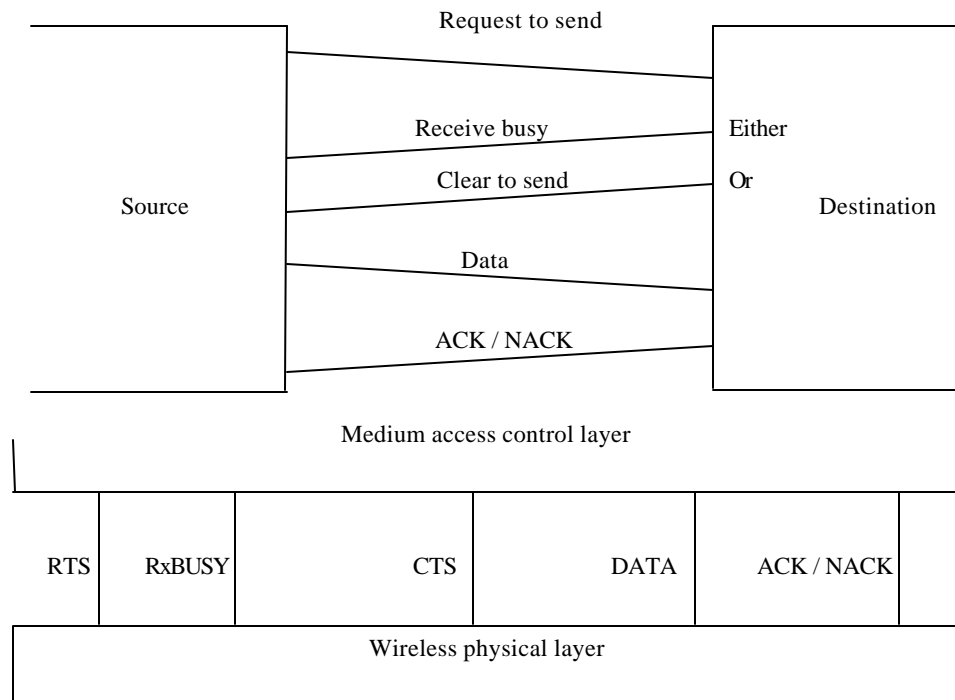 Request to send
Receive busy
Either
Clear to send
Or
Source
Destination
Data
ACK / NACK
Medium access control layer
RTS
RxBUSY
CTS
DATA
ACK / NACK
Wireless physical layer